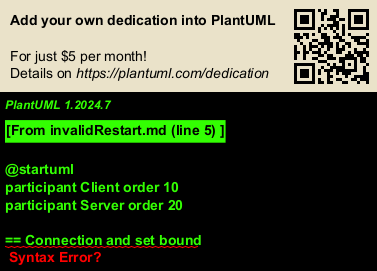 Add your own dedication into PlantUML
For just $5 per month!
Details on https://plantuml.com/dedication
PlantUML 1.2024.7
[From invalidRestart.md (line 5) ]
@startuml
participant Client order 10
participant Server order 20
== Connection and set bound
Syntax Error?